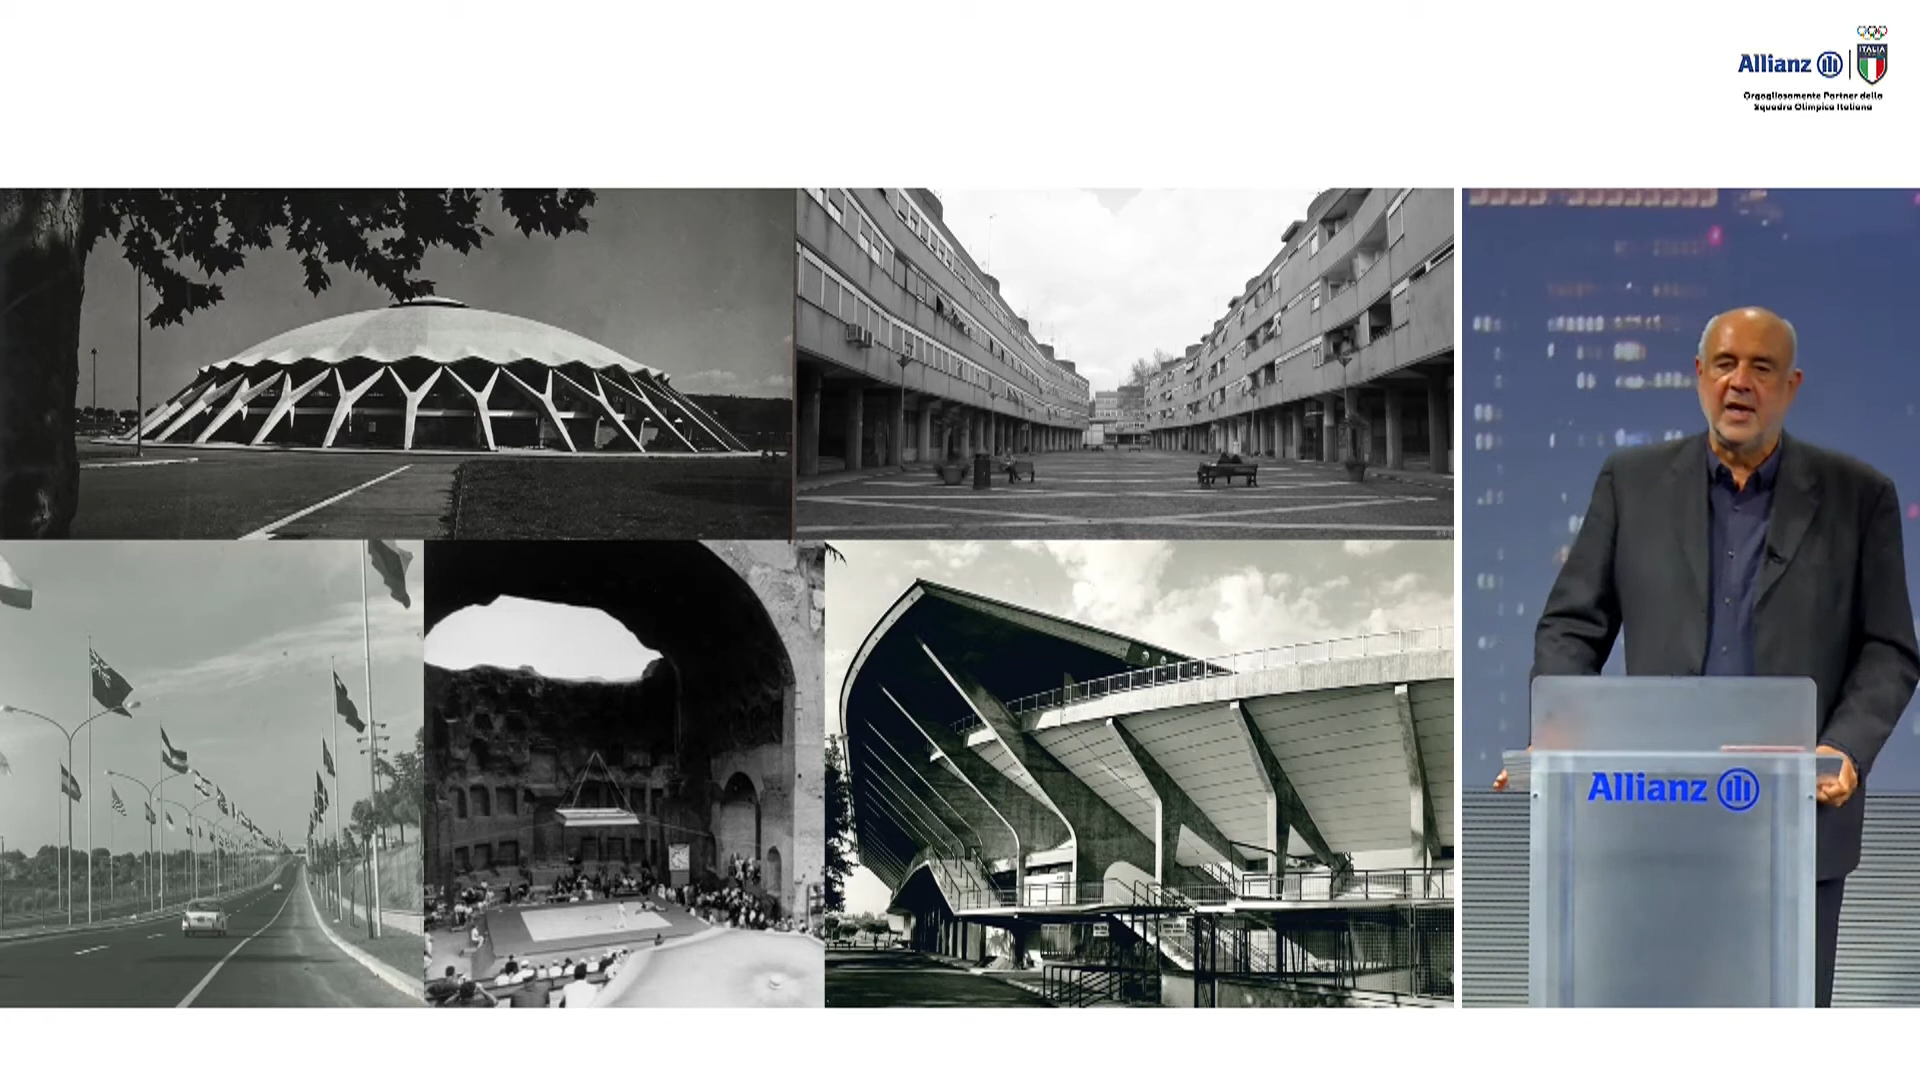 Allianz
ITALIA
Orgogliosamente Partner della
Squadra Olimpica Italiana
Allianz